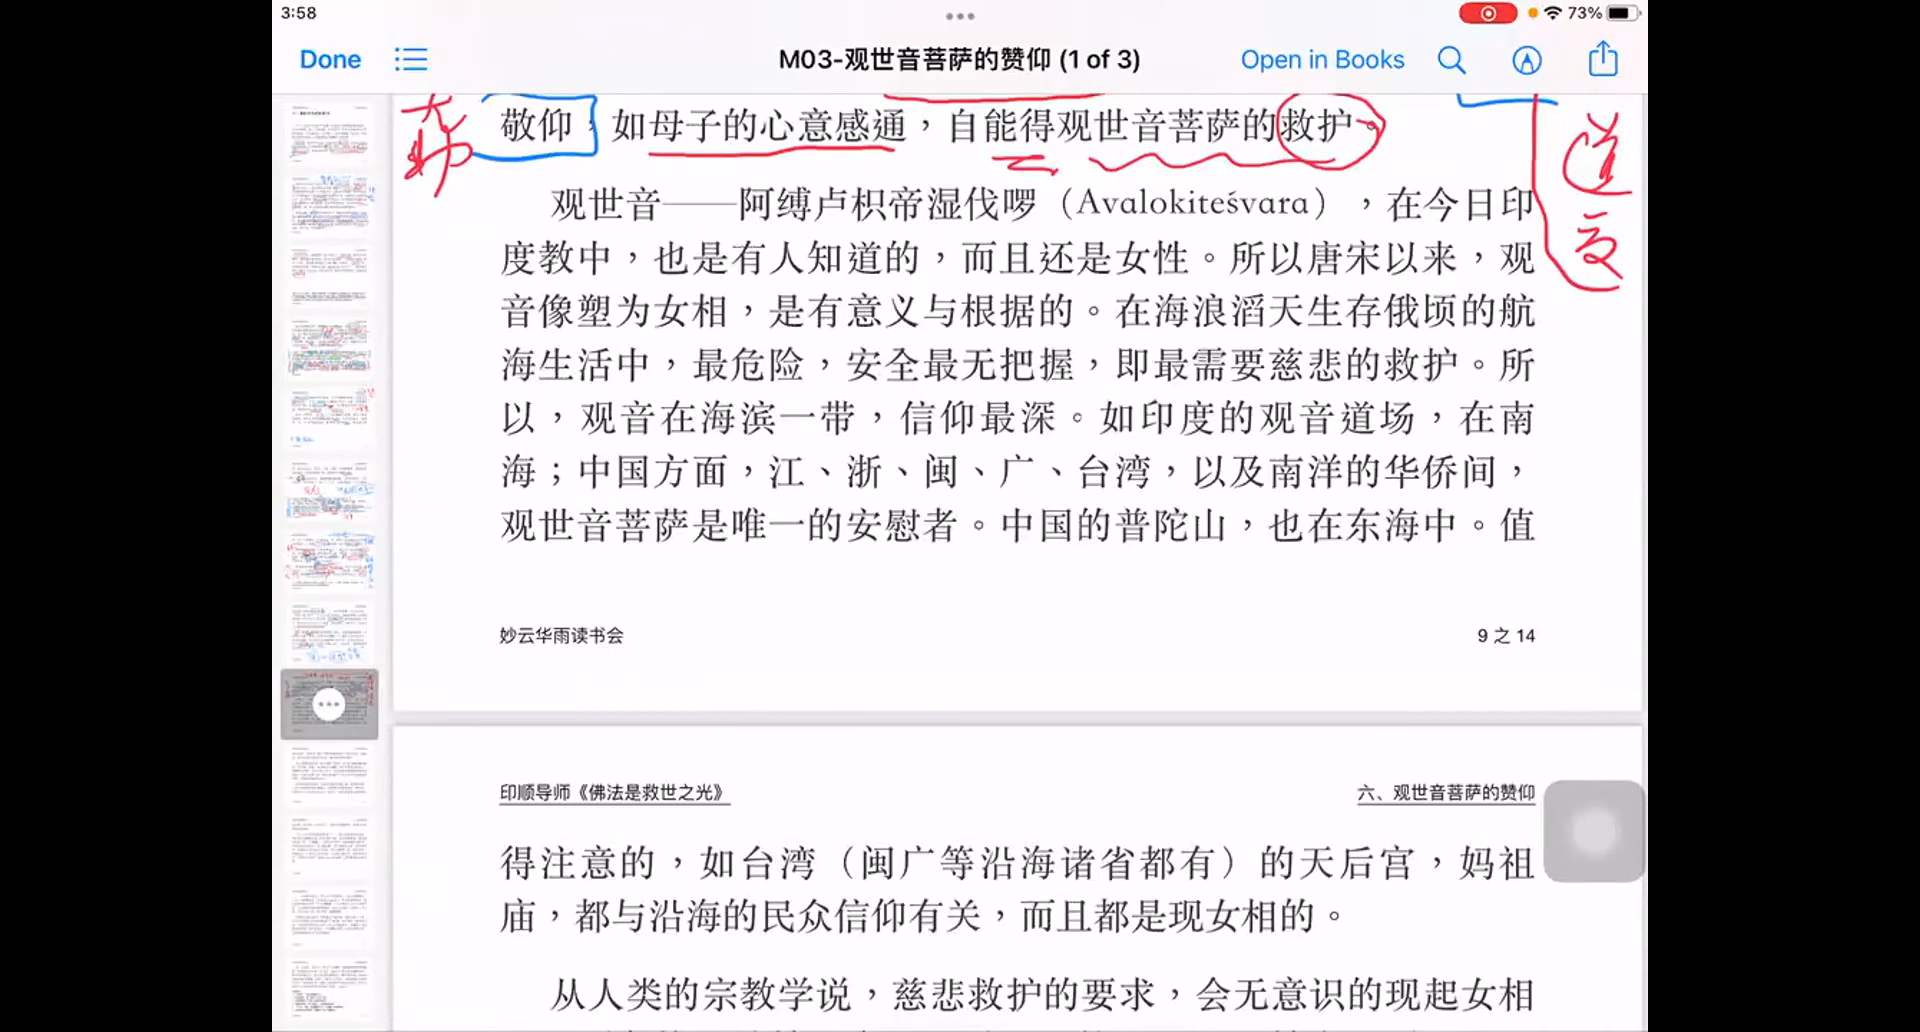 3:58
73%
Done
M03-观世音菩萨的赞仰 (1 of 3)
Open in Books
敬仰，如母子的心意感通，自能得观世音菩萨的救护。
观世音——阿缚卢枳帝湿伐啰（Avalokiteśvara），在今日印
度教中，也是有人知道的，而且还是女性。所以唐宋以来，观
音像塑为女相，是有意义与根据的。在海浪滔天生存俄顷的航
海生活中，最危险，安全最无把握，即最需要慈悲的救护。所
以，观音在海滨一带，信仰最深。如印度的观音道场，在南
海；中国方面，江、浙、闽、广、台湾，以及南洋的华侨间，
观世音菩萨是唯一的安慰者。中国的普陀山，也在东海中。值
妙云华雨读书会
9 之 14
印顺导师《佛法是救世之光》
六、观世音菩萨的赞仰
得注意的，如台湾（闽广等沿海诸省都有）的天后宫，妈祖
庙，都与沿海的民众信仰有关，而且都是现女相的。
从人类的宗教学说，慈悲救护的要求，会无意识的现起女相